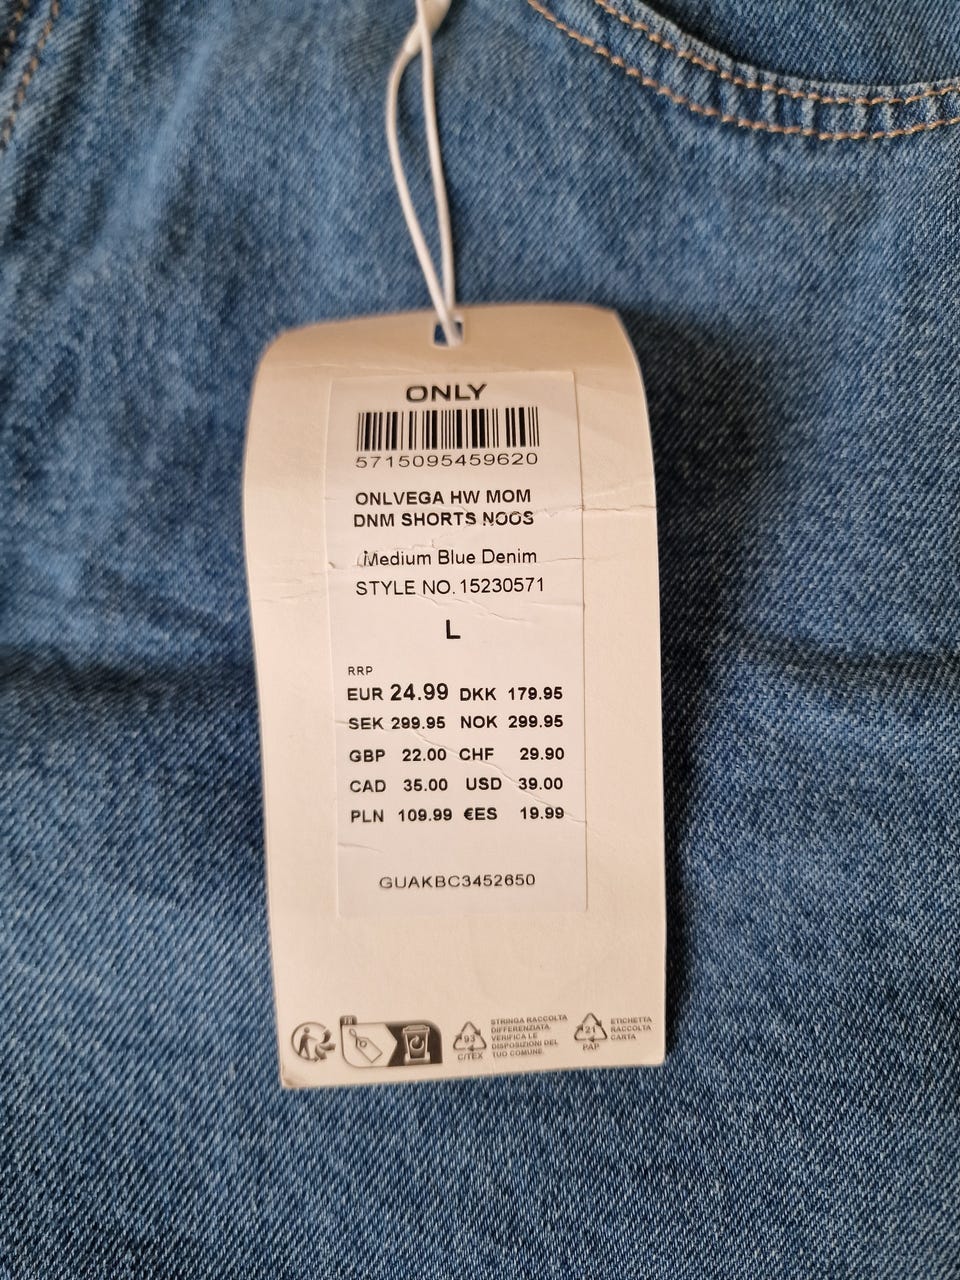 ONLY
5715095459620
ONLVEGA HW MOM
DNM SHORTS NOOS
Medium Blue Denim
STYLE NO. 15230571
L
RRP
EUR 24.99 DKK 179.95
SEK 299.95 NOK 299.95
GBP 22.00 CHF 29.90
CAD 35.00 USD 39.00
PLN 109.99 €ES 19.99
GUAKBC3452650
FR
93
C/TEX
STRINGA RACCOLTA
DIFFERENZIATA
VERIFICA LE
DISPOSIZIONI DEL
TUO COMUNE.
21
PAP
ETICHETTA
RACCOLTA
CARTA